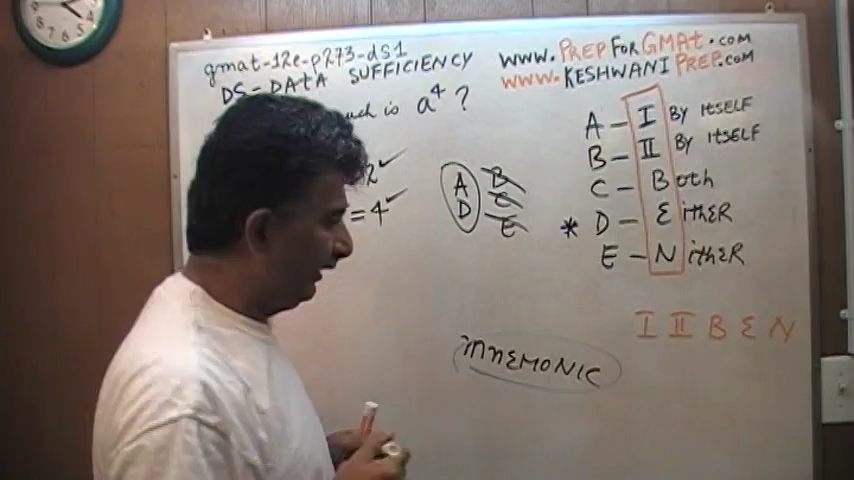 gmat-12e-p273-ds1
DS-DATA SUFFICIENCY
is a⁴ ?
2 ✓
= 4 ✓
A B
C
D E
www.PREPFORGMAT.com
www.KESHWANIPREP.com
A - I By ITSELF
B - II By ITSELF
C - Both
* D - EithER
E - NitheR
I II B E N
MNEMONIC